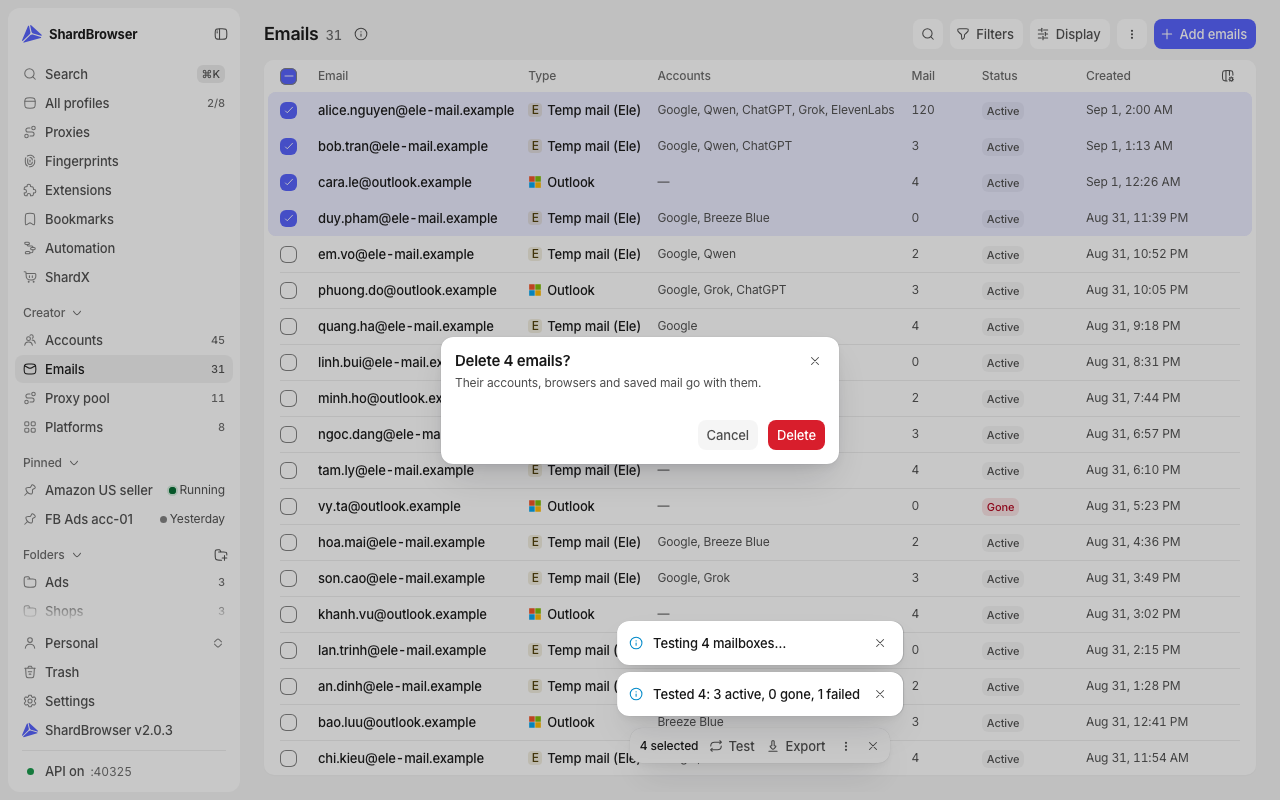 ShardBrowser
Search ⌘K
All profiles 2/8
Proxies
Fingerprints
Extensions
Bookmarks
Automation
ShardX
Creator
Accounts 45
Emails 31
Proxy pool 11
Platforms 8
Pinned
Amazon US seller Running
FB Ads acc-01 Yesterday
Folders
Ads 3
Shops 3
Personal
Trash
Settings
ShardBrowser v2.0.3
API on :40325
Emails 31
Filters
Display
Add emails
Email Type Accounts Mail Status Created
alice.nguyen@ele-mail.example E Temp mail (Ele) Google, Qwen, ChatGPT, Grok, ElevenLabs 120 Active Sep 1, 2:00 AM
bob.tran@ele-mail.example E Temp mail (Ele) Google, Qwen, ChatGPT 3 Active Sep 1, 1:13 AM
cara.le@outlook.example Outlook — 4 Active Sep 1, 12:26 AM
duy.pham@ele-mail.example E Temp mail (Ele) Google, Breeze Blue 0 Active Aug 31, 11:39 PM
em.vo@ele-mail.example E Temp mail (Ele) Google, Qwen 2 Active Aug 31, 10:52 PM
phuong.do@outlook.example Outlook Google, Grok, ChatGPT 3 Active Aug 31, 10:05 PM
quang.ha@ele-mail.example E Temp mail (Ele) Google 4 Active Aug 31, 9:18 PM
linh.bui@ele-m 0 Active Aug 31, 8:31 PM
minh.ho@outlook.ex 2 Active Aug 31, 7:44 PM
ngoc.dang@ele-ma 3 Active Aug 31, 6:57 PM
tam.ly@ele-mail.example E Temp mail (Ele) — 4 Active Aug 31, 6:10 PM
vy.ta@outlook.example Outlook — 0 Gone Aug 31, 5:23 PM
hoa.mai@ele-mail.example E Temp mail (Ele) Google, Breeze Blue 2 Active Aug 31, 4:36 PM
son.cao@ele-mail.example E Temp mail (Ele) Google, Grok 3 Active Aug 31, 3:49 PM
khanh.vu@outlook.example Outlook — 4 Active Aug 31, 3:02 PM
lan.trinh@ele-mail.example E Temp mail 0 Active Aug 31, 2:15 PM
an.dinh@ele-mail.example E Temp mail 2 Active Aug 31, 1:28 PM
bao.luu@outlook.example Outlook Breeze Blue 3 Active Aug 31, 12:41 PM
chi.kieu@ele-mail.example E Temp mail (Ele) 4 Active Aug 31, 11:54 AM
Delete 4 emails?
Their accounts, browsers and saved mail go with them.
Cancel Delete
Testing 4 mailboxes...
Tested 4: 3 active, 0 gone, 1 failed
4 selected Test Export